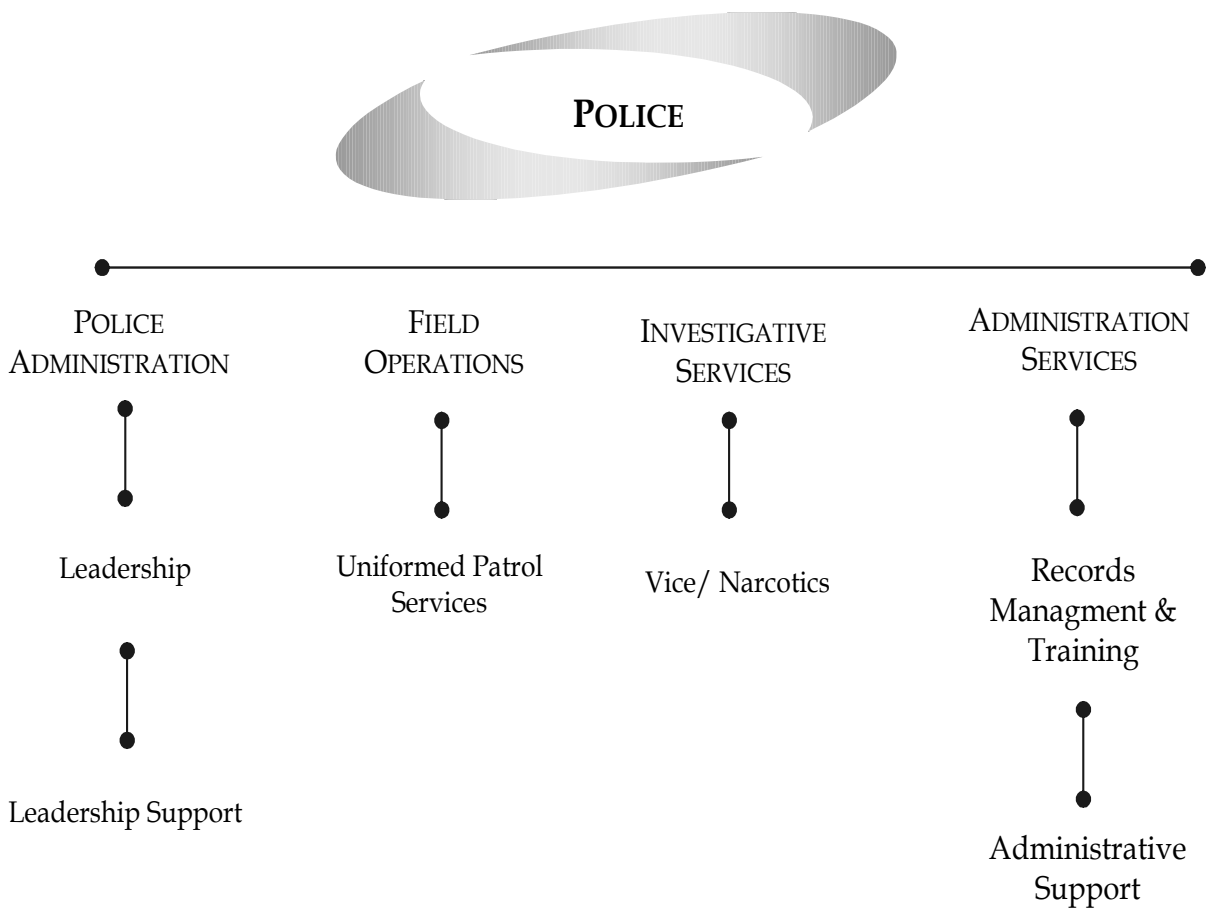 POLICE
POLICE
ADMINISTRATION
FIELD
OPERATIONS
INVESTIGATIVE
SERVICES
ADMINISTRATION
SERVICES
Leadership
Uniformed Patrol
Services
Vice/ Narcotics
Records
Managment &
Training
Leadership Support
Administrative
Support